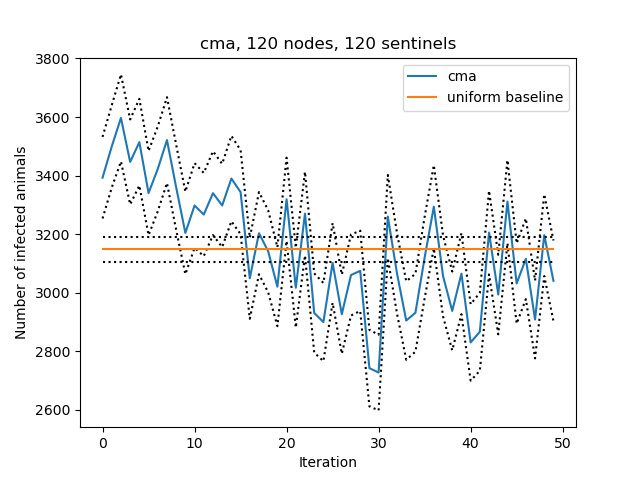 cma, 120 nodes, 120 sentinels
cma
uniform baseline
3800
3600
3400
3200
3000
2800
2600
Number of infected animals
0
10
20
30
40
50
Iteration